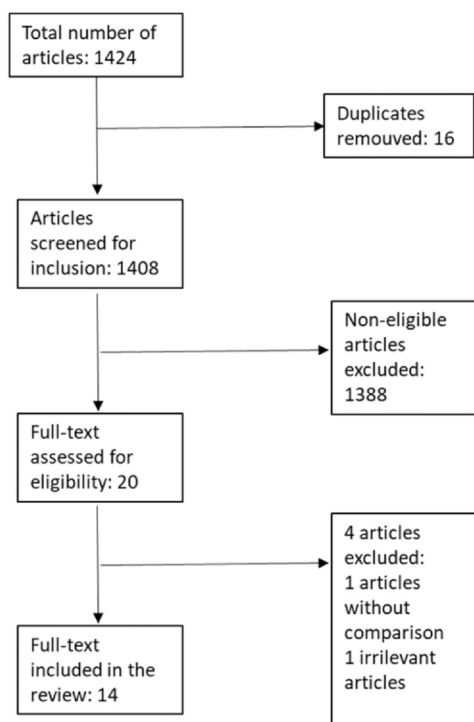 Total number of
articles: 1424
Duplicates
remouved: 16
Articles
screened for
inclusion: 1408
Non-eligible
articles
excluded:
1388
Full-text
assessed for
eligibility: 20
4 articles
excluded:
1 articles
without
comparison
1 irrilevant
articles
Full-text
included in the
review: 14